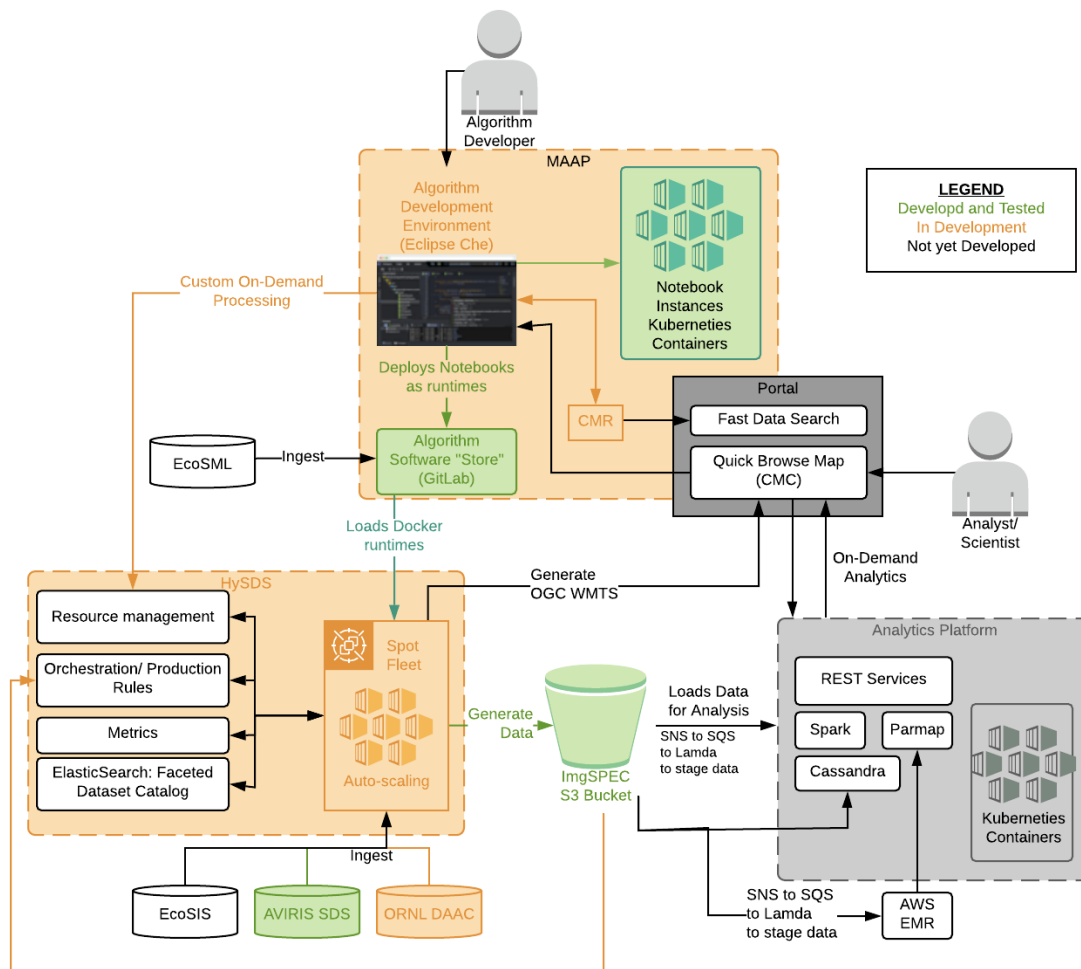 Algorithm
Developer
MAAP
Algorithm
Development
Environment
(Eclipse Che)
Notebook
Instances
Kuberneties
Containers
LEGEND
Developd and Tested
In Development
Not yet Developed
Custom On-Demand
Processing
Deploys Notebooks
as runtimes
CMR
Portal
Fast Data Search
Quick Browse Map
(CMC)
EcoSML
Ingest
Algorithm
Software "Store"
(GitLab)
Analyst/
Scientist
Loads Docker
runtimes
On-Demand
Analytics
HySDS
Generate
OGC WMTS
Resource management
Orchestration/ Production
Rules
Metrics
ElasticSearch: Faceted
Dataset Catalog
Spot
Fleet
Auto-scaling
Generate
Data
ImgSPEC
S3 Bucket
Loads Data
for Analysis
SNS to SQS
to Lamda
to stage data
Analytics Platform
REST Services
Spark
Parmap
Cassandra
Kuberneties
Containers
Ingest
EcoSIS
AVIRIS SDS
ORNL DAAC
SNS to SQS
to Lamda
to stage data
AWS
EMR